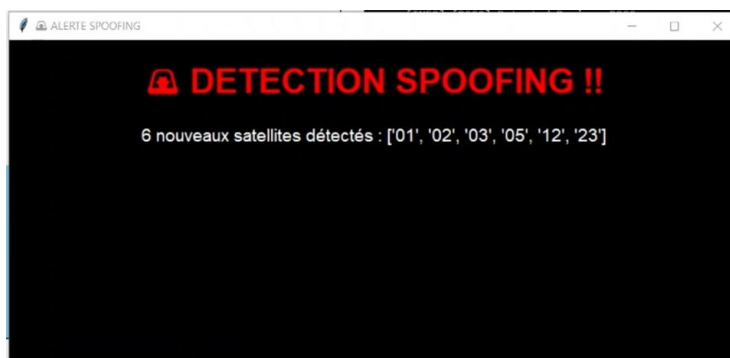 🚨 ALERTE SPOOFING
🚨 DETECTION SPOOFING !!
6 nouveaux satellites détectés : ['01', '02', '03', '05', '12', '23']